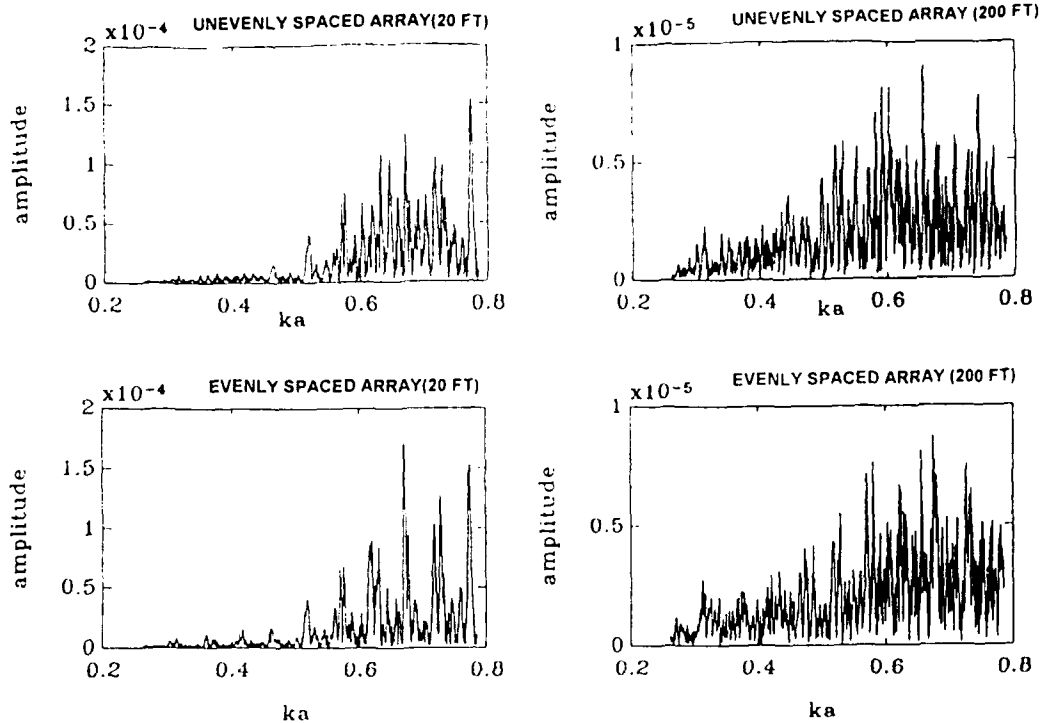 x10-4 UNEVENLY SPACED ARRAY(20 FT)
2
1.5
1
0.5
0
amplitude
0.2 0.4 0.6 0.8
ka
x10-5 UNEVENLY SPACED ARRAY (200 FT)
1
0.5
0
amplitude
0.2 0.4 0.6 0.8
ka
x10-4 EVENLY SPACED ARRAY(20 FT)
2
1.5
1
0.5
0
amplitude
0.2 0.4 0.6 0.8
ka
x10-5 EVENLY SPACED ARRAY (200 FT)
1
0.5
0
amplitude
0.2 0.4 0.6 0.8
ka